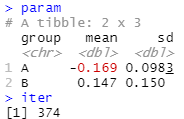 > param
# A tibble: 2 x 3
  group   mean     sd
  <chr>  <dbl>  <dbl>
1 A     -0.169 0.0983
2 B      0.147 0.150
> iter
[1] 374